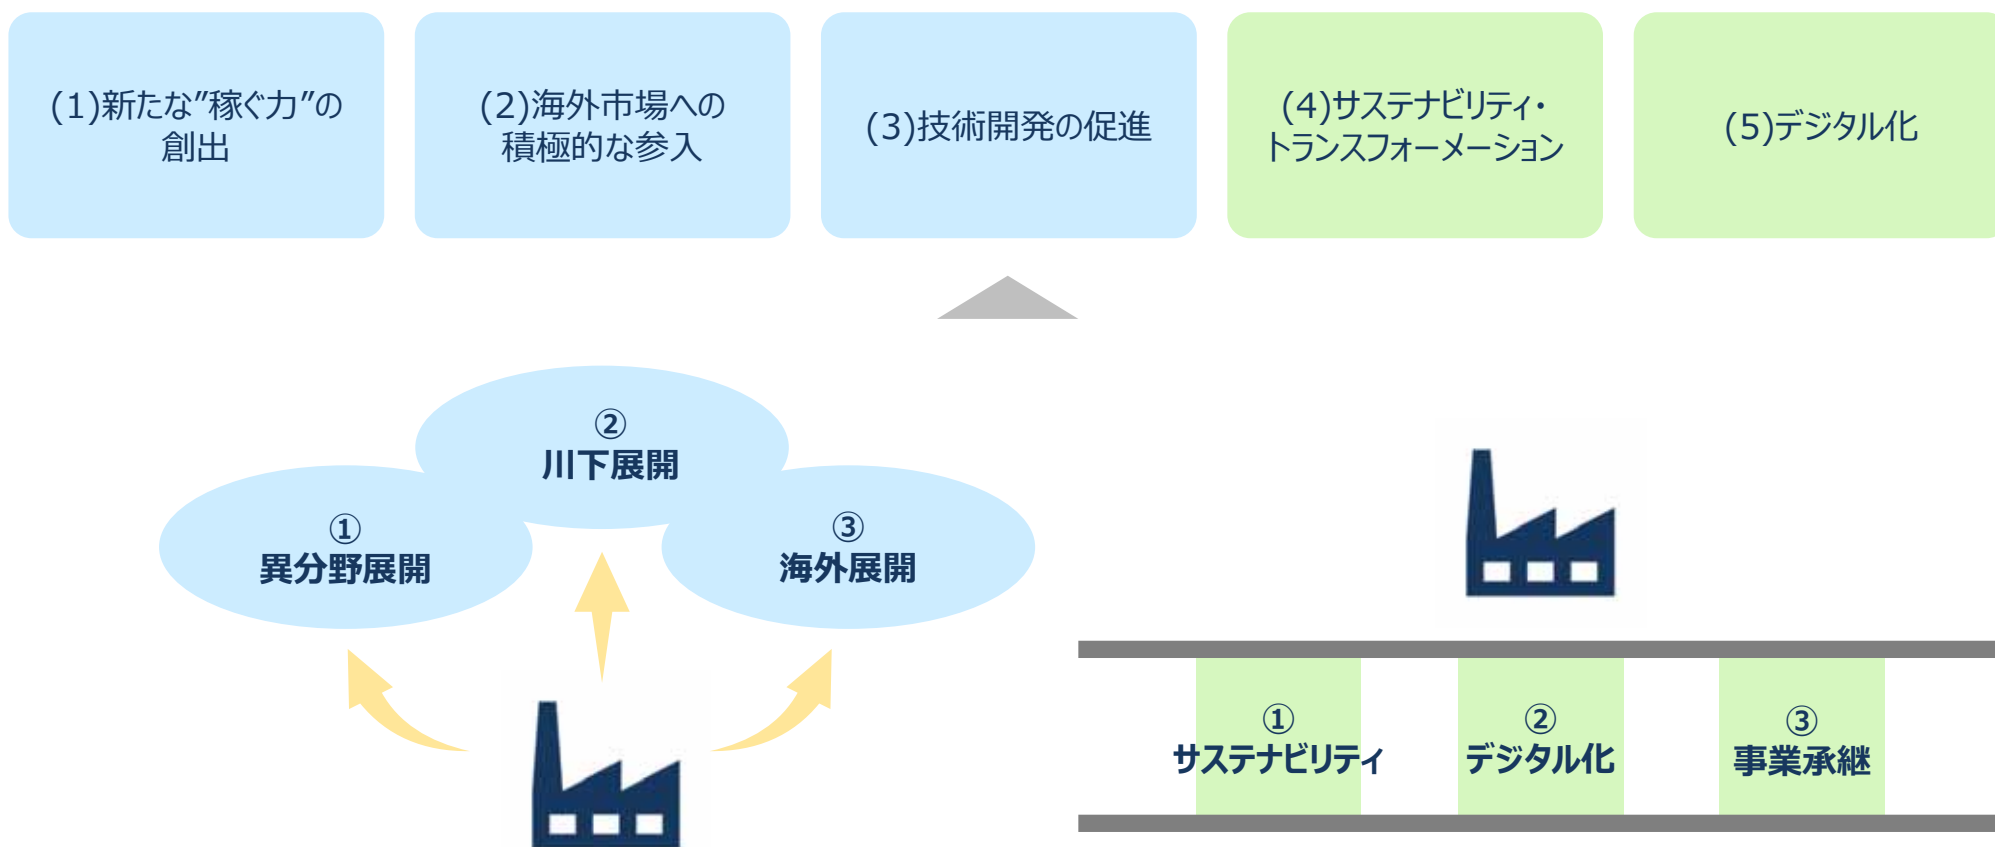 (1)新たな”稼ぐ力”の
創出
(2)海外市場への
積極的な参入
(3)技術開発の促進
(4)サステナビリティ・
トランスフォーメーション
(5)デジタル化
②
川下展開
①
異分野展開
③
海外展開
①
サステナビリティ
②
デジタル化
③
事業承継